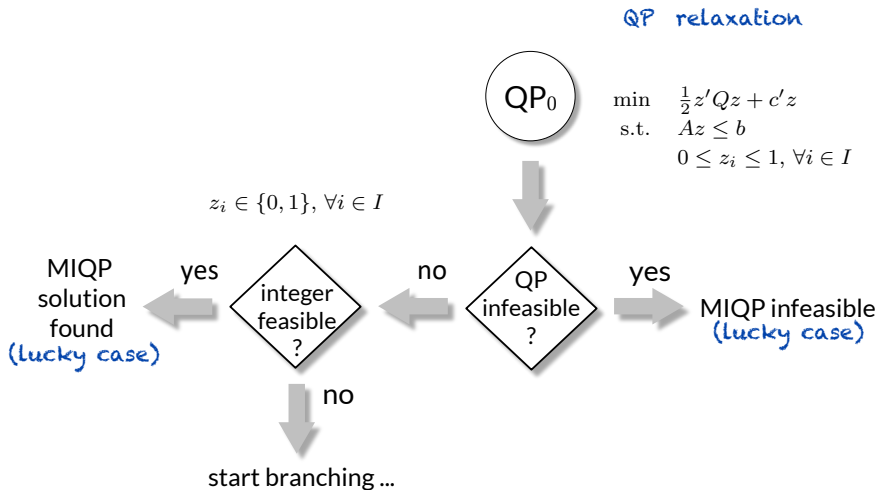 QP relaxation
QP₀
min ½z′Qz + c′z
s.t. Az ≤ b
0 ≤ zᵢ ≤ 1, ∀i ∈ I
zᵢ ∈ {0, 1}, ∀i ∈ I
MIQP
solution
found
(lucky case)
yes
integer
feasible
?
no
QP
infeasible
?
yes
MIQP infeasible
(lucky case)
no
start branching ...